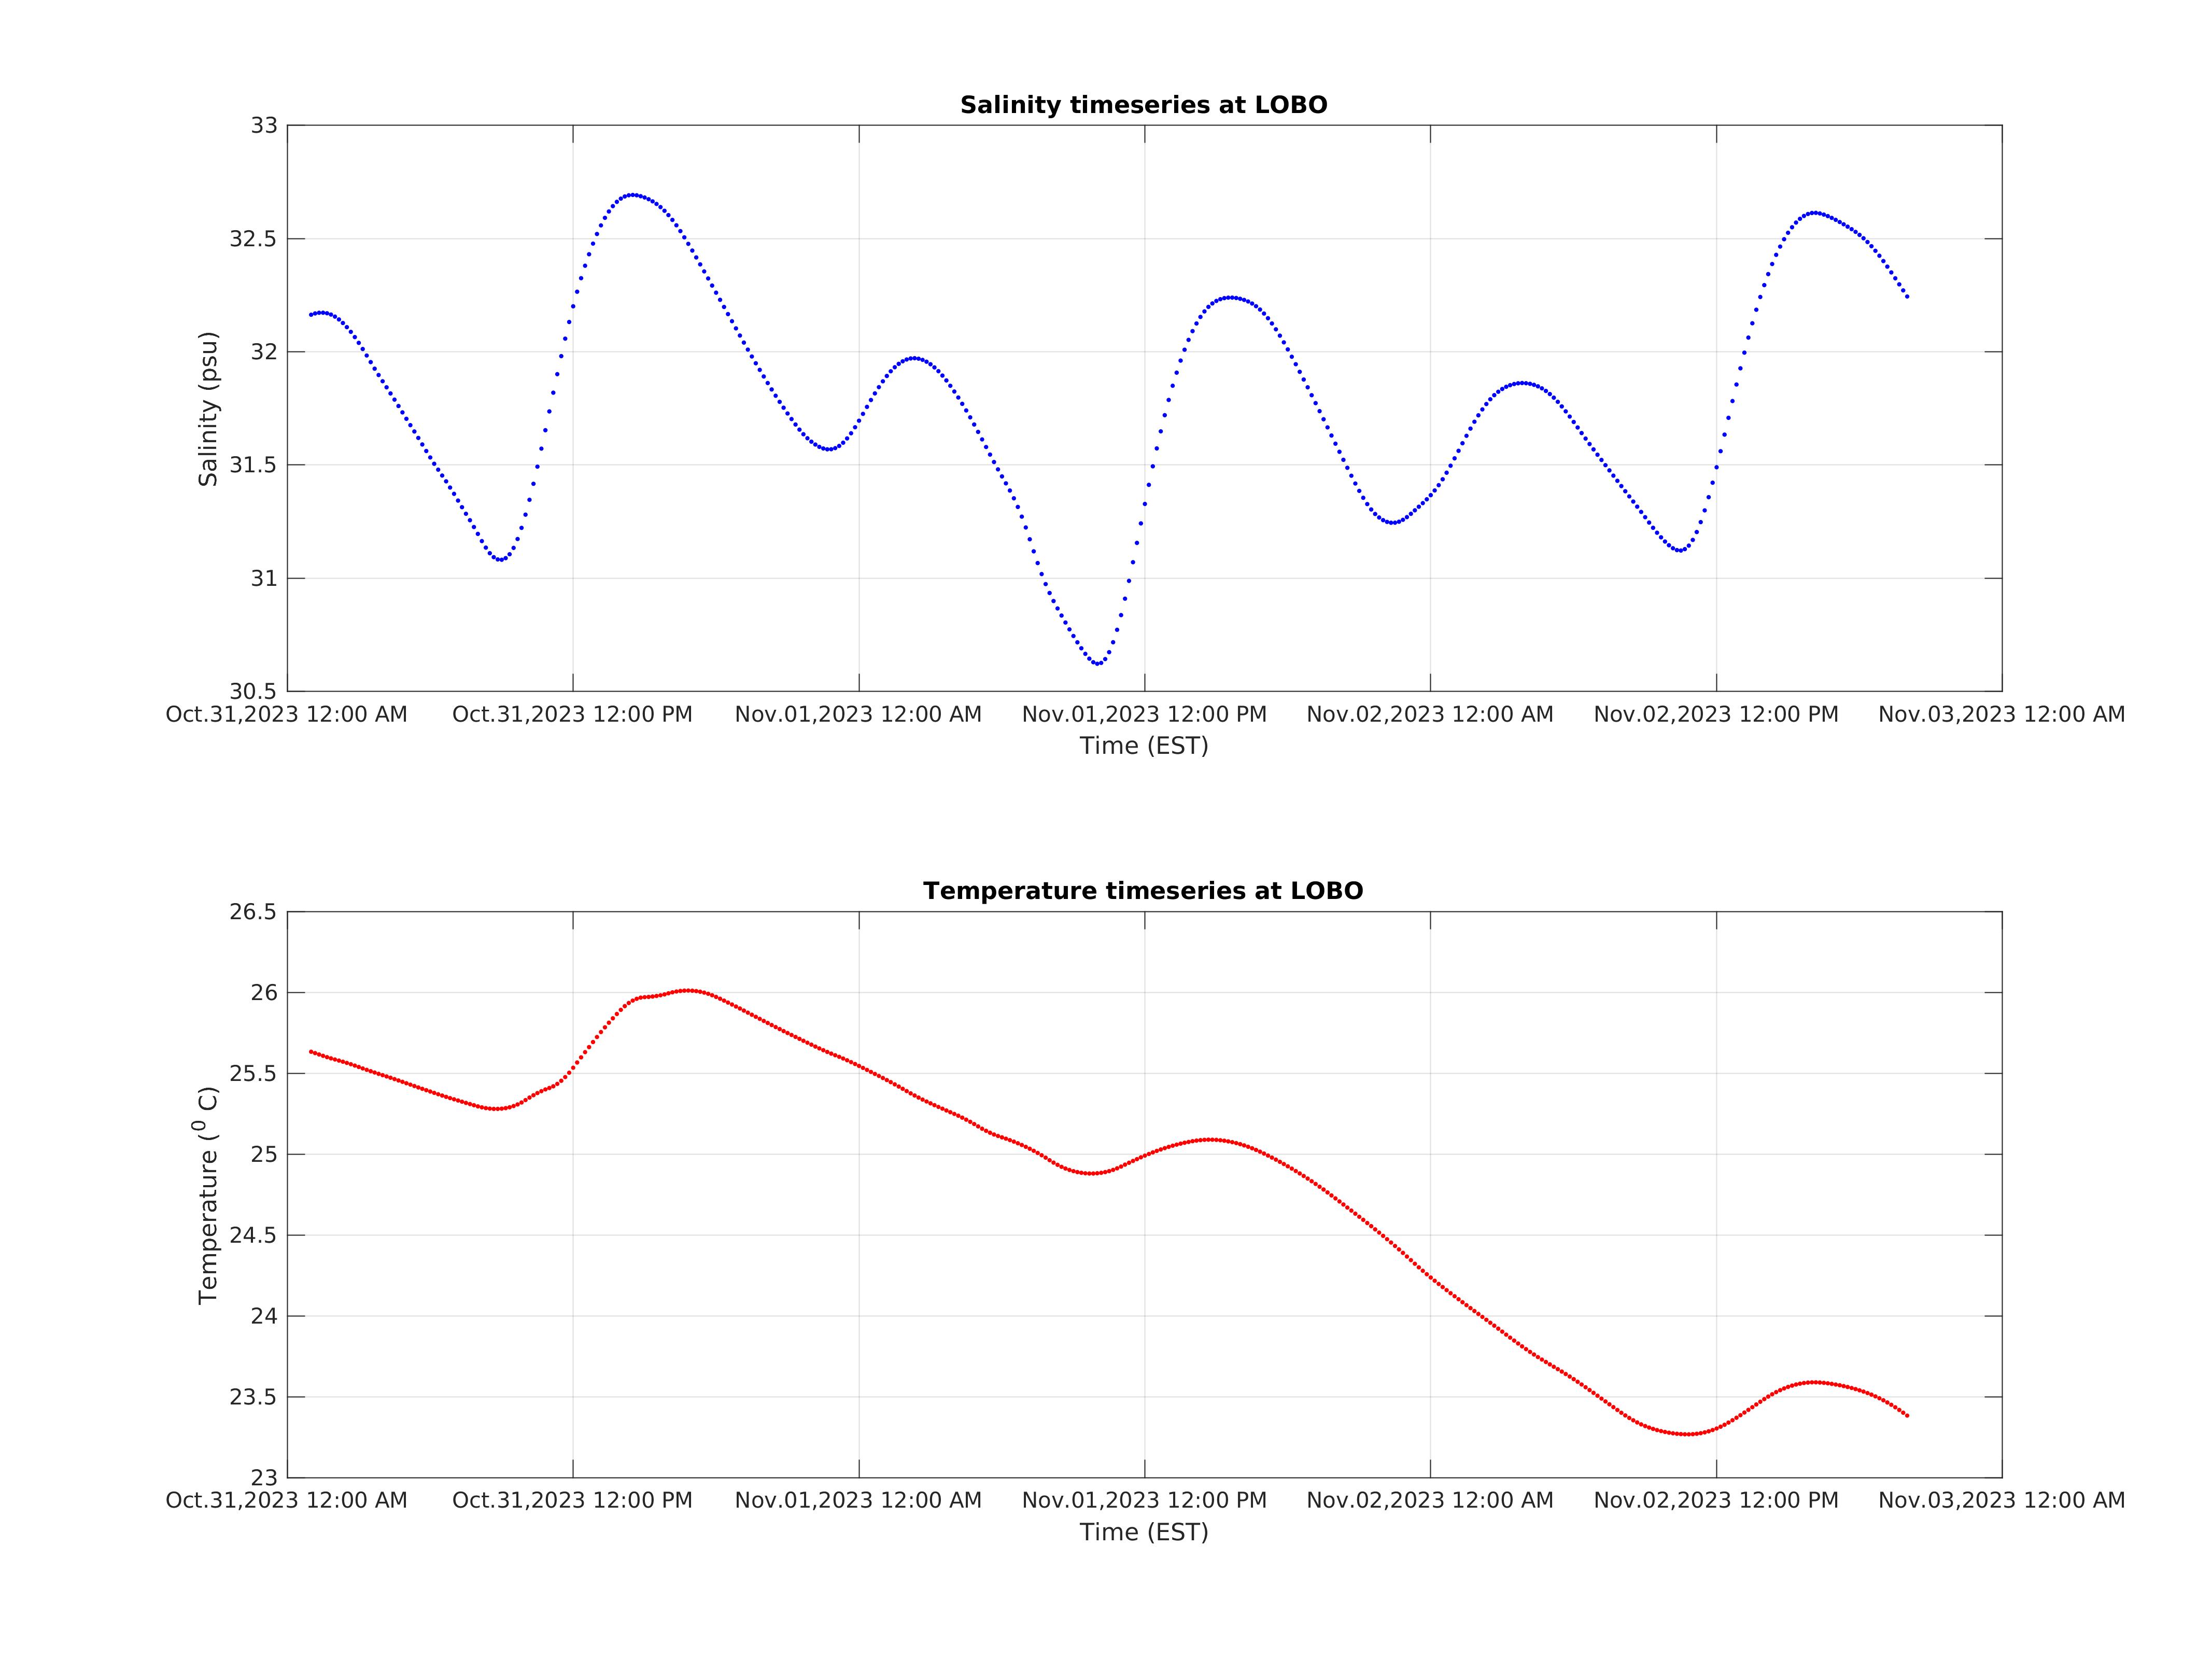 Salinity timeseries at LOBO
33
32.5
32
31.5
31
30.5
Salinity (psu)
Oct.31,2023 12:00 AM Oct.31,2023 12:00 PM Nov.01,2023 12:00 AM Nov.01,2023 12:00 PM Nov.02,2023 12:00 AM Nov.02,2023 12:00 PM Nov.03,2023 12:00 AM
Time (EST)
Temperature timeseries at LOBO
26.5
26
25.5
25
24.5
24
23.5
23
Temperature (⁰ C)
Oct.31,2023 12:00 AM Oct.31,2023 12:00 PM Nov.01,2023 12:00 AM Nov.01,2023 12:00 PM Nov.02,2023 12:00 AM Nov.02,2023 12:00 PM Nov.03,2023 12:00 AM
Time (EST)